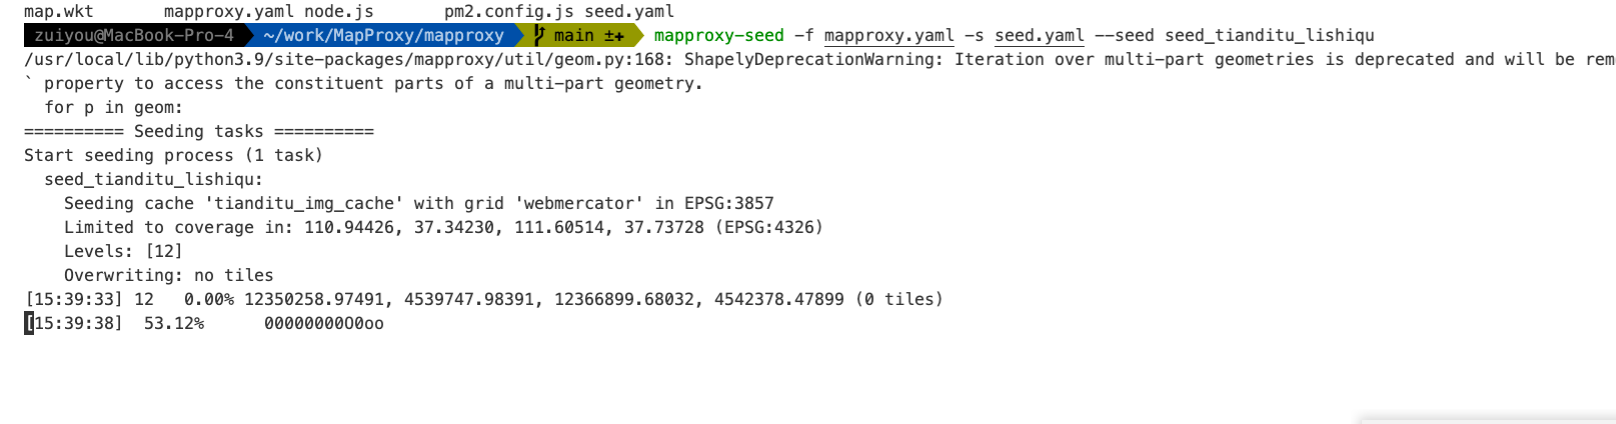 map.wkt mapproxy.yaml node.js pm2.config.js seed.yaml
zuiyou@MacBook-Pro-4 ~/work/MapProxy/mapproxy main ±✚ mapproxy-seed -f mapproxy.yaml -s seed.yaml --seed seed_tianditu_lishiqu
/usr/local/lib/python3.9/site-packages/mapproxy/util/geom.py:168: ShapelyDeprecationWarning: Iteration over multi-part geometries is deprecated and will be rem
` property to access the constituent parts of a multi-part geometry.
for p in geom:
========== Seeding tasks ==========
Start seeding process (1 task)
seed_tianditu_lishiqu:
Seeding cache 'tianditu_img_cache' with grid 'webmercator' in EPSG:3857
Limited to coverage in: 110.94426, 37.34230, 111.60514, 37.73728 (EPSG:4326)
Levels: [12]
Overwriting: no tiles
[15:39:33] 12 0.00% 12350258.97491, 4539747.98391, 12366899.68032, 4542378.47899 (0 tiles)
[15:39:38] 53.12% 000000000Ooo